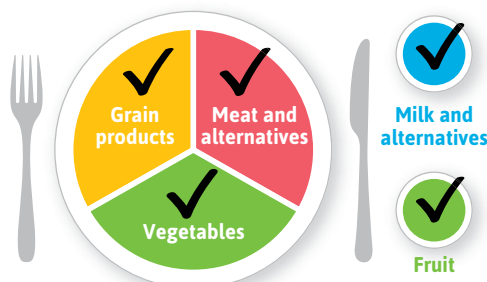 Grain
products
Meat and
alternatives
Vegetables
Milk and
alternatives
Fruit